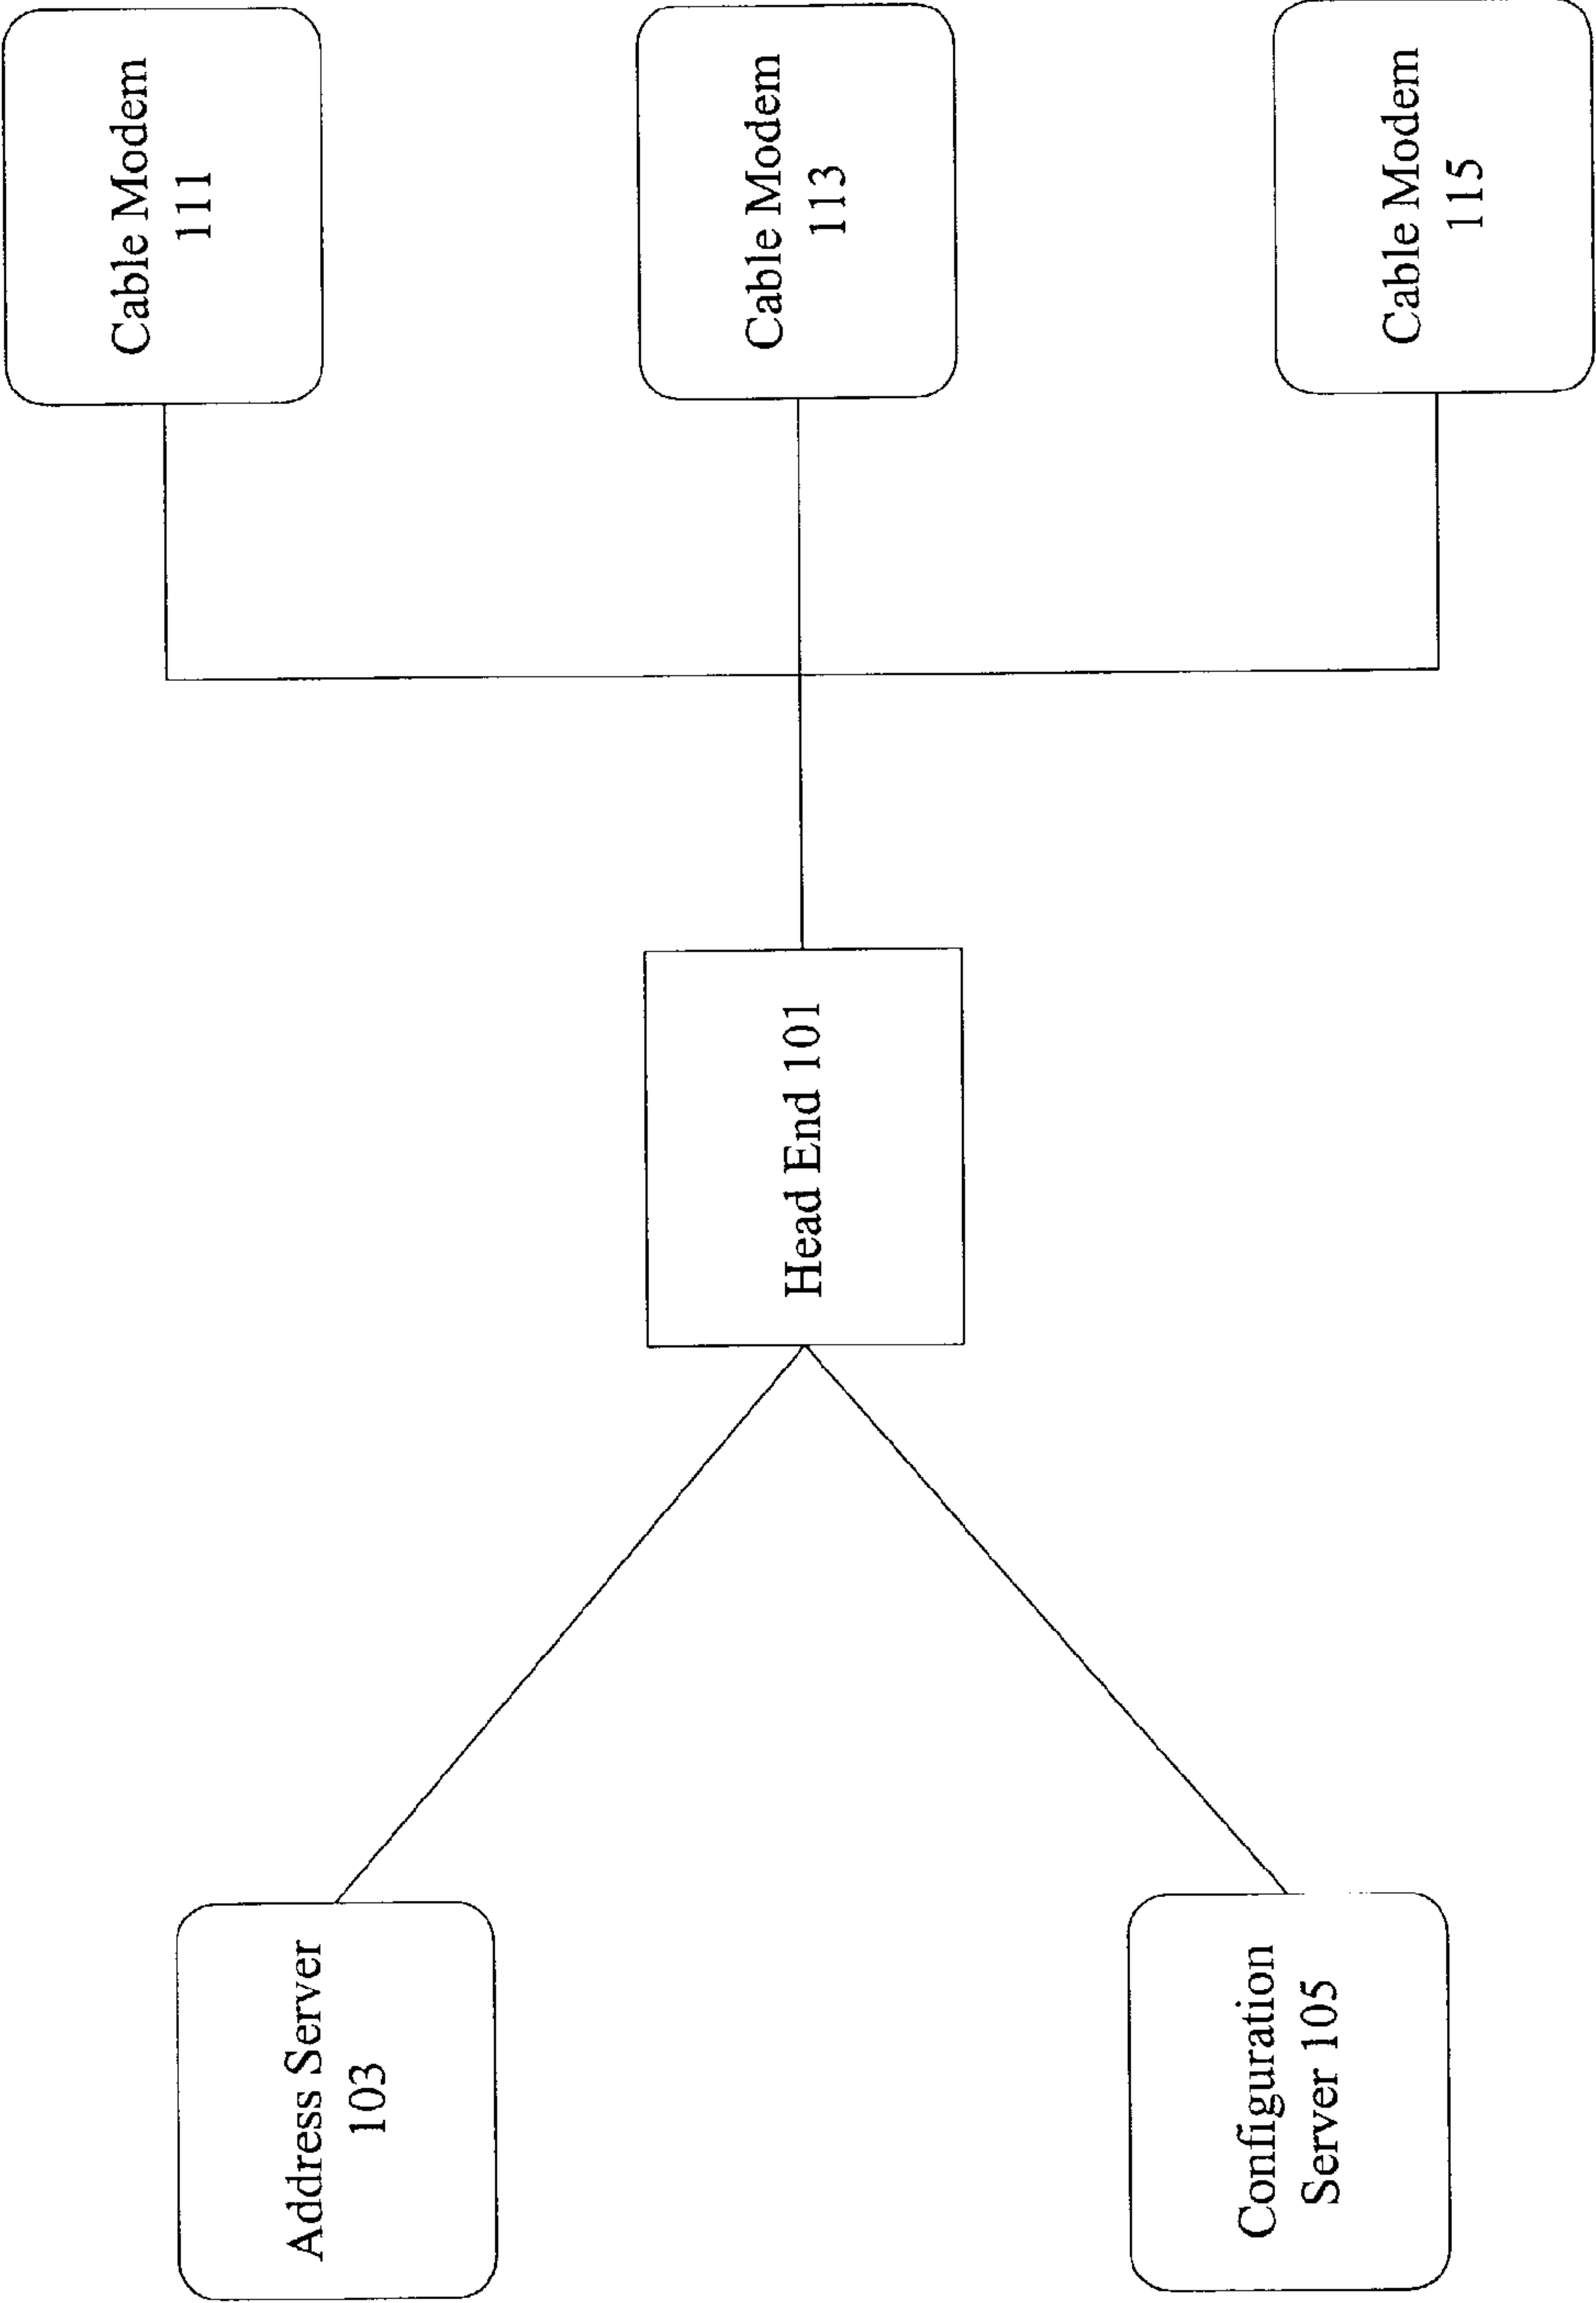 Address Server
103
Configuration
Server 105
Head End 101
Cable Modem
111
Cable Modem
113
Cable Modem
115